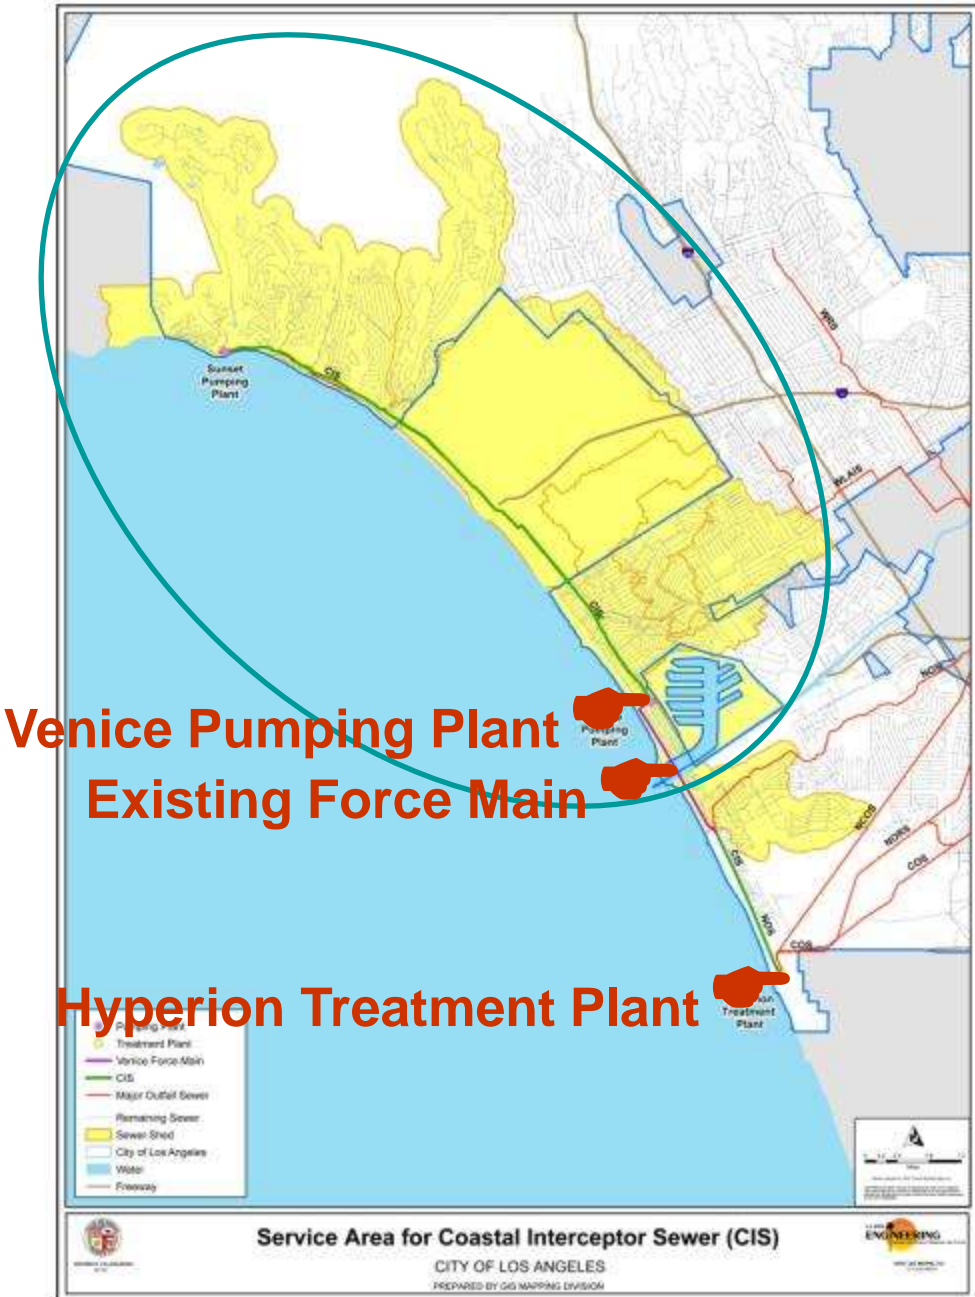 Sunset
Pumping
Plant
CIS
WRS
WLAIS
CIS
Venice Pumping Plant
Pumping
Plant
Existing Force Main
NOS
NCOS
NORS
COS
CIS
NOS
COS
Hyperion Treatment Plant
Treatment
Plant
Pumping Plant
Treatment Plant
Venice Force Main
CIS
Major Outfall Sewer
Remaining Sewer
Sewer Shed
City of Los Angeles
Water
Freeway
Service Area for Coastal Interceptor Sewer (CIS)
CITY OF LOS ANGELES
PREPARED BY GIS MAPPING DIVISION
ENGINEERING